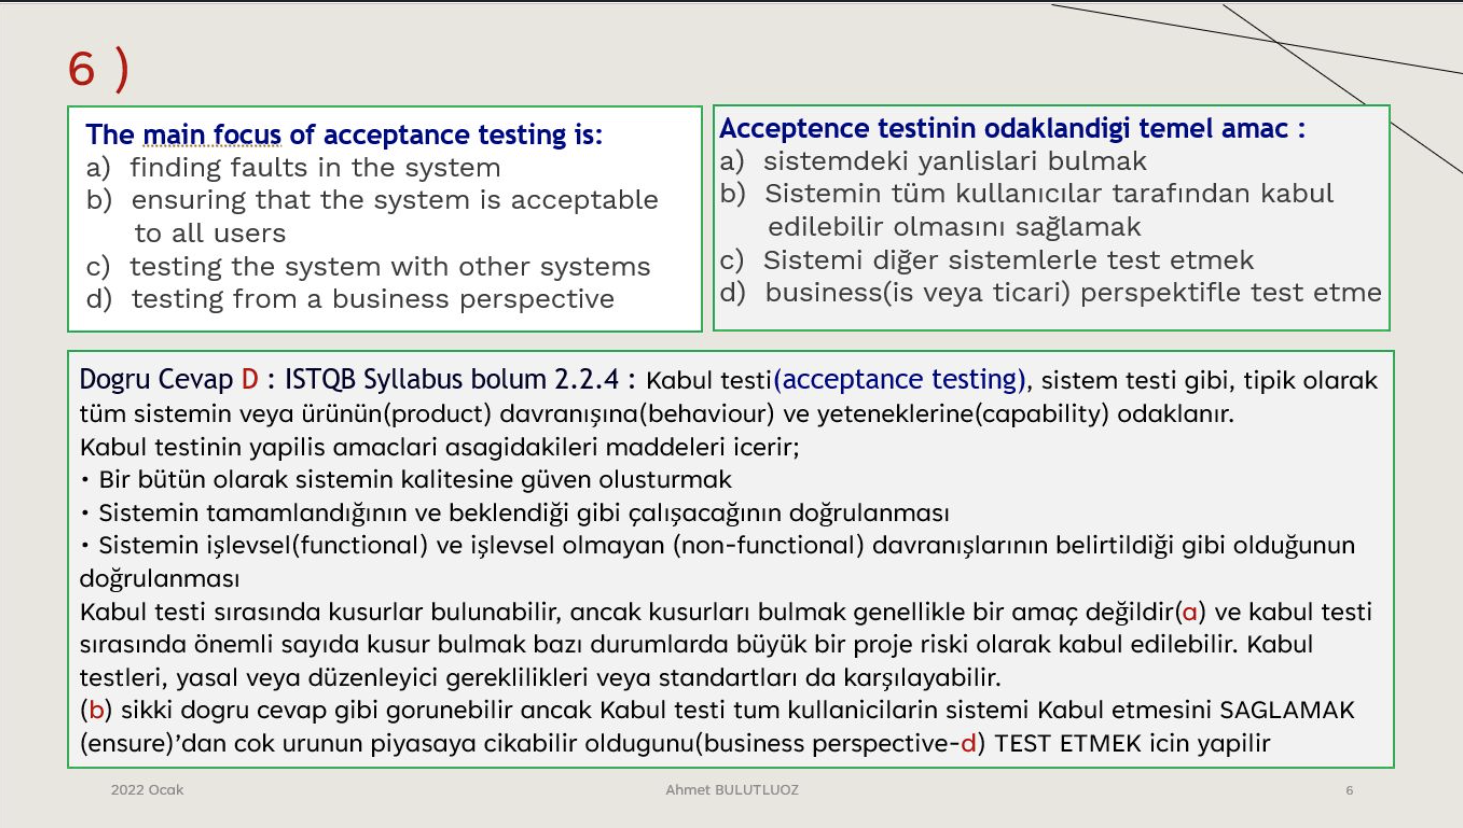 6 )
The main focus of acceptance testing is:
a) finding faults in the system
b) ensuring that the system is acceptable
to all users
c) testing the system with other systems
d) testing from a business perspective
Acceptence testinin odaklandigi temel amac :
a) sistemdeki yanlislari bulmak
b) Sistemin tüm kullanıcılar tarafından kabul
edilebilir olmasını sağlamak
c) Sistemi diğer sistemlerle test etmek
d) business(is veya ticari) perspektifle test etme
Dogru Cevap D : ISTQB Syllabus bolum 2.2.4 : Kabul testi(acceptance testing), sistem testi gibi, tipik olarak
tüm sistemin veya ürünün(product) davranışına(behaviour) ve yeteneklerine(capability) odaklanır.
Kabul testinin yapilis amaclari asagidakileri maddeleri icerir;
• Bir bütün olarak sistemin kalitesine güven olusturmak
• Sistemin tamamlandığının ve beklendiği gibi çalışacağının doğrulanması
• Sistemin işlevsel(functional) ve işlevsel olmayan (non-functional) davranışlarının belirtildiği gibi olduğunun
doğrulanması
Kabul testi sırasında kusurlar bulunabilir, ancak kusurları bulmak genellikle bir amaç değildir(a) ve kabul testi
sırasında önemli sayıda kusur bulmak bazı durumlarda büyük bir proje riski olarak kabul edilebilir. Kabul
testleri, yasal veya düzenleyici gereklilikleri veya standartları da karşılayabilir.
(b) sikki dogru cevap gibi gorunebilir ancak Kabul testi tum kullanicilarin sistemi Kabul etmesini SAGLAMAK
(ensure)’dan cok urunun piyasaya cikabilir oldugunu(business perspective-d) TEST ETMEK icin yapilir
2022 Ocak
Ahmet BULUTLUOZ
6